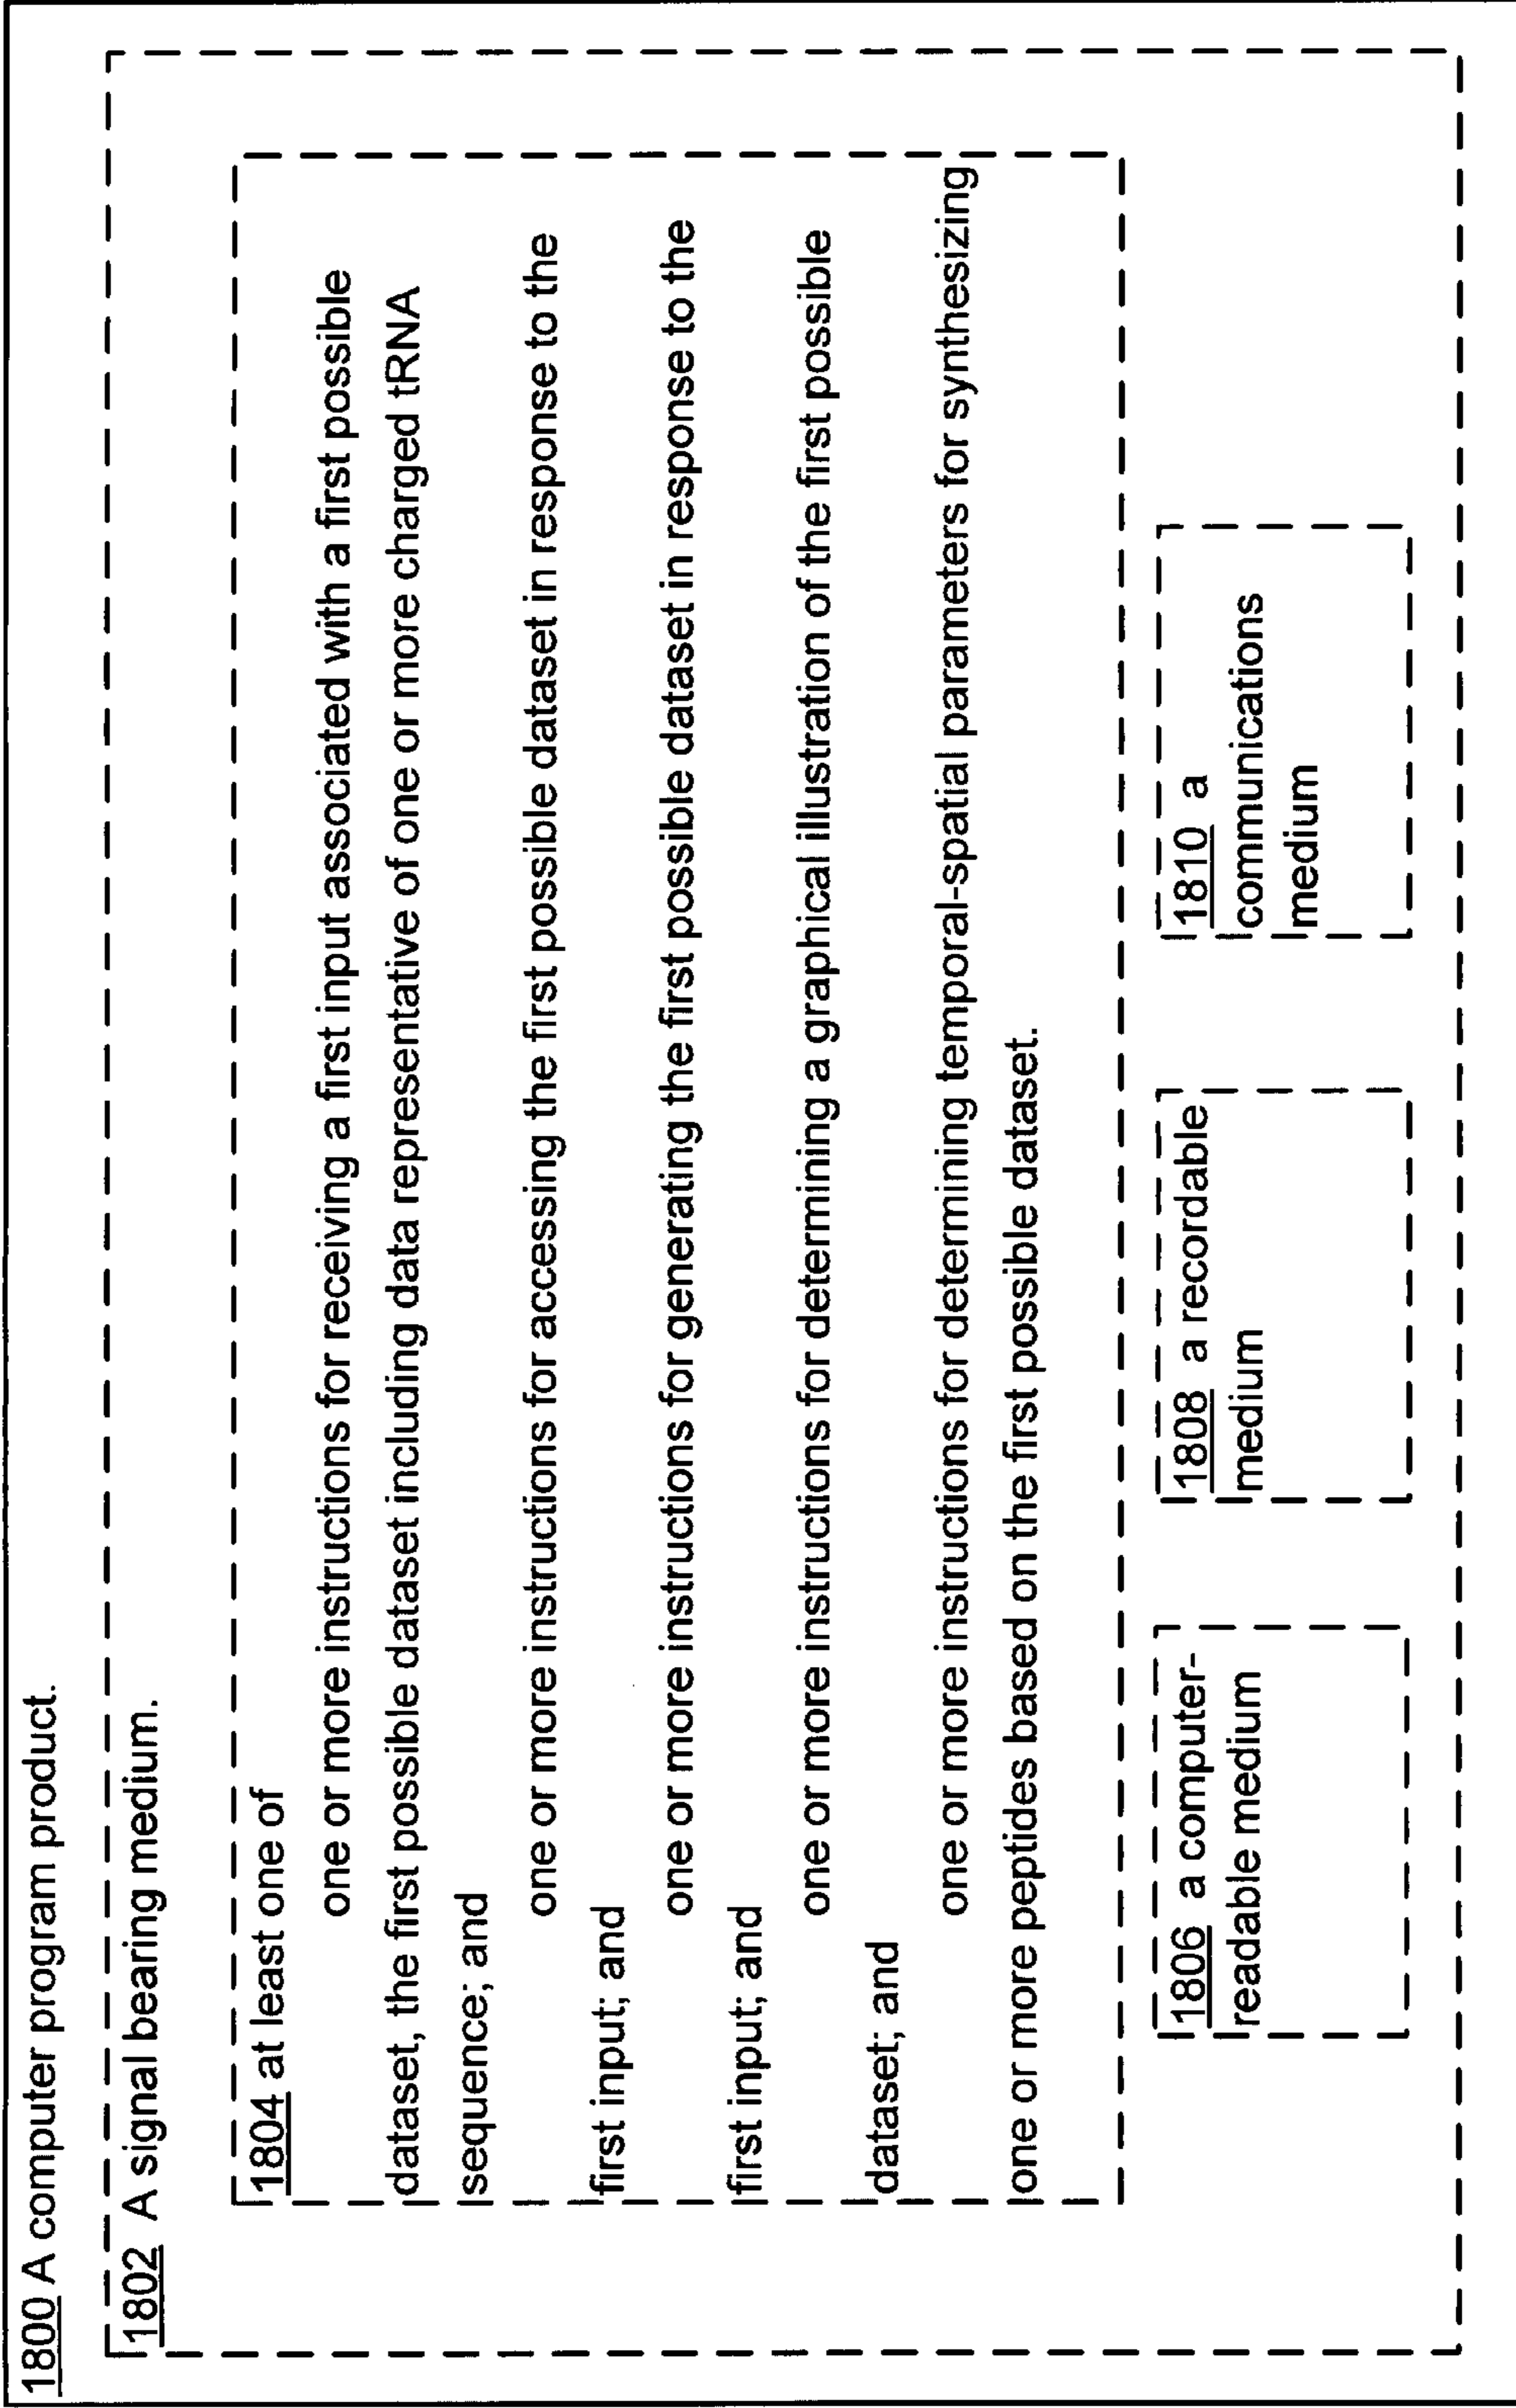 1800 A computer program product.
1802 A signal bearing medium.
1804 at least one of
one or more instructions for receiving a first input associated with a first possible
dataset, the first possible dataset including data representative of one or more charged tRNA
sequence; and
one or more instructions for accessing the first possible dataset in response to the
first input; and
one or more instructions for generating the first possible dataset in response to the
first input; and
one or more instructions for determining a graphical illustration of the first possible
dataset; and
one or more instructions for determining temporal-spatial parameters for synthesizing
one or more peptides based on the first possible dataset.
1806 a computer-
readable medium
1808 a recordable
medium
1810 a
communications
medium